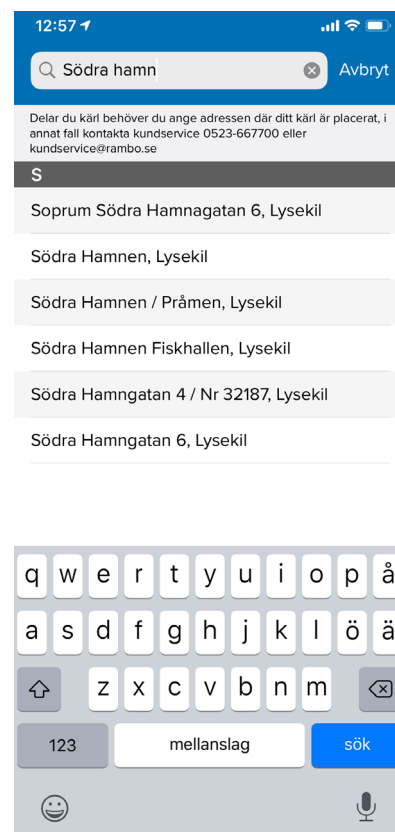 12:57
Södra hamn
Avbryt
Delar du kärl behöver du ange adressen där ditt kärl är placerat, i
annat fall kontakta kundservice 0523-667700 eller
kundservice@rambo.se
S
Soprum Södra Hamnagatan 6, Lysekil
Södra Hamnen, Lysekil
Södra Hamnen / Pråmen, Lysekil
Södra Hamnen Fiskhallen, Lysekil
Södra Hamngatan 4 / Nr 32187, Lysekil
Södra Hamngatan 6, Lysekil
q w e r t y u i o p å
a s d f g h j k l ö ä
z x c v b n m
123 mellanslag sök